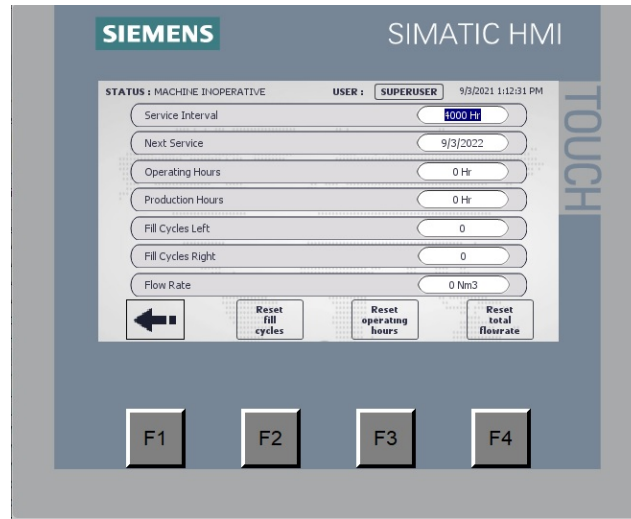 SIEMENS
SIMATIC HMI
TOUCH
STATUS : MACHINE INOPERATIVE USER : SUPERUSER 9/3/2021 1:12:31 PM
Service Interval 4000 Hr
Next Service 9/3/2022
Operating Hours 0 Hr
Production Hours 0 Hr
Fill Cycles Left 0
Fill Cycles Right 0
Flow Rate 0 Nm3
Reset
fill
cycles
Reset
operating
hours
Reset
total
flowrate
F1 F2 F3 F4